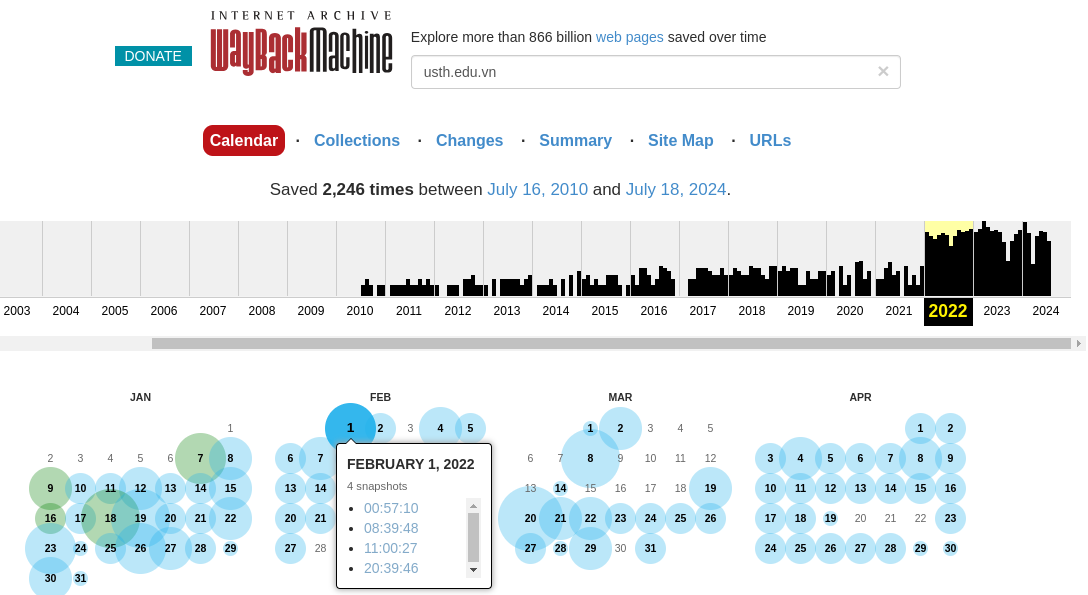 INTERNET ARCHIVE
Explore more than 866 billion web pages saved over time
DONATE
WayBackMachine
usth.edu.vn ×
Calendar · Collections · Changes · Summary · Site Map · URLs
Saved 2,246 times between July 16, 2010 and July 18, 2024.
2003 2004 2005 2006 2007 2008 2009 2010 2011 2012 2013 2014 2015 2016 2017 2018 2019 2020 2021 2022 2023 2024
JAN
1
2 3 4 5 6 7 8
9 10 11 12 13 14 15
16 17 18 19 20 21 22
23 24 25 26 27 28 29
30 31
FEB
1 2 3 4 5
6 7
13 14
20 21
27 28
FEBRUARY 1, 2022
4 snapshots
00:57:10
08:39:48
11:00:27
20:39:46
MAR
1 2 3 4 5
6 7 8 9 10 11 12
13 14 15 16 17 18 19
20 21 22 23 24 25 26
27 28 29 30 31
APR
1 2
3 4 5 6 7 8 9
10 11 12 13 14 15 16
17 18 19 20 21 22 23
24 25 26 27 28 29 30